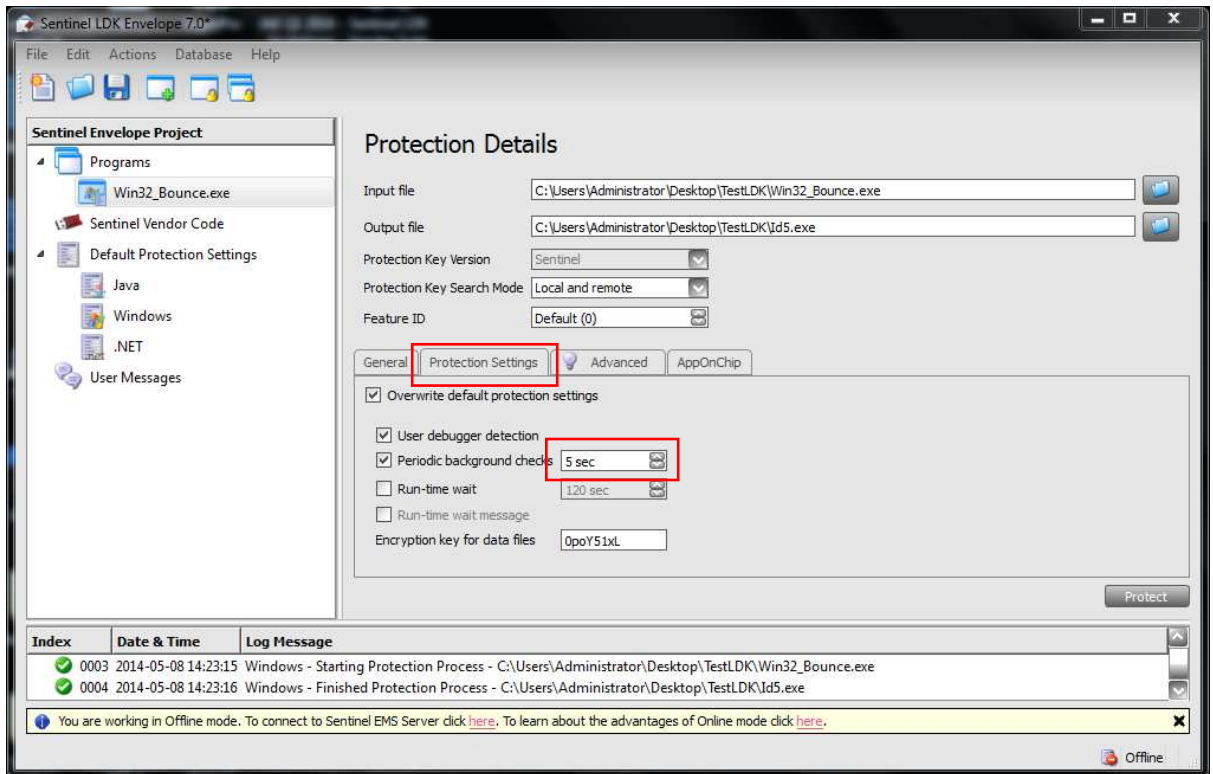 Sentinel LDK Envelope 7.0*
File Edit Actions Database Help
Sentinel Envelope Project
Programs
Win32_Bounce.exe
Sentinel Vendor Code
Default Protection Settings
Java
Windows
.NET
User Messages
Protection Details
Input file C:\Users\Administrator\Desktop\TestLDK\Win32_Bounce.exe
Output file C:\Users\Administrator\Desktop\TestLDK\Id5.exe
Protection Key Version Sentinel
Protection Key Search Mode Local and remote
Feature ID Default (0)
General Protection Settings Advanced AppOnChip
Overwrite default protection settings
User debugger detection
Periodic background checks 5 sec
Run-time wait 120 sec
Run-time wait message
Encryption key for data files 0poY51xL
Protect
Index Date & Time Log Message
0003 2014-05-08 14:23:15 Windows - Starting Protection Process - C:\Users\Administrator\Desktop\TestLDK\Win32_Bounce.exe
0004 2014-05-08 14:23:16 Windows - Finished Protection Process - C:\Users\Administrator\Desktop\TestLDK\Id5.exe
You are working in Offline mode. To connect to Sentinel EMS Server click here. To learn about the advantages of Online mode click here.
Offline